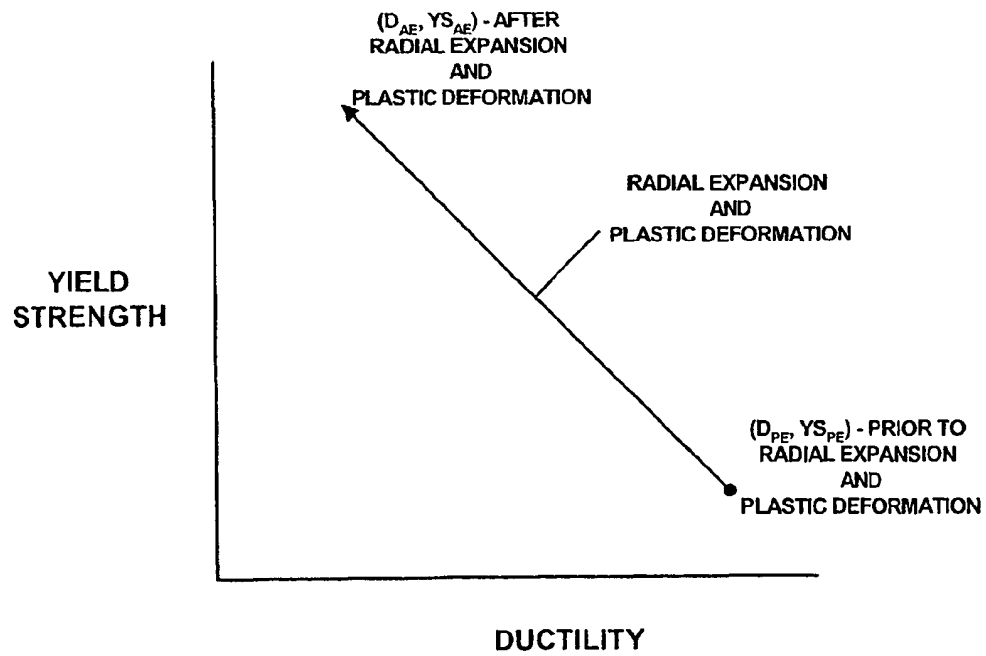 (D_AE, YS_AE) - AFTER
RADIAL EXPANSION
AND
PLASTIC DEFORMATION
RADIAL EXPANSION
AND
PLASTIC DEFORMATION
YIELD
STRENGTH
(D_PE, YS_PE) - PRIOR TO
RADIAL EXPANSION
AND
PLASTIC DEFORMATION
DUCTILITY